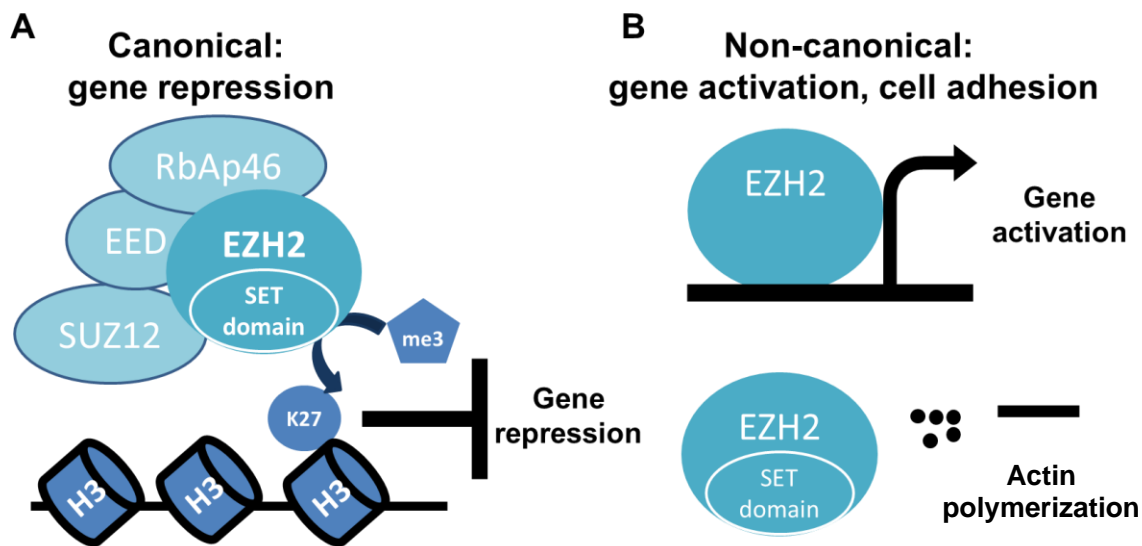 A
Canonical:
gene repression
RbAp46
EED
EZH2
SUZ12
SET
domain
me3
K27
Gene
repression
H3
H3
H3
B
Non-canonical:
gene activation, cell adhesion
EZH2
Gene
activation
EZH2
SET
domain
Actin
polymerization